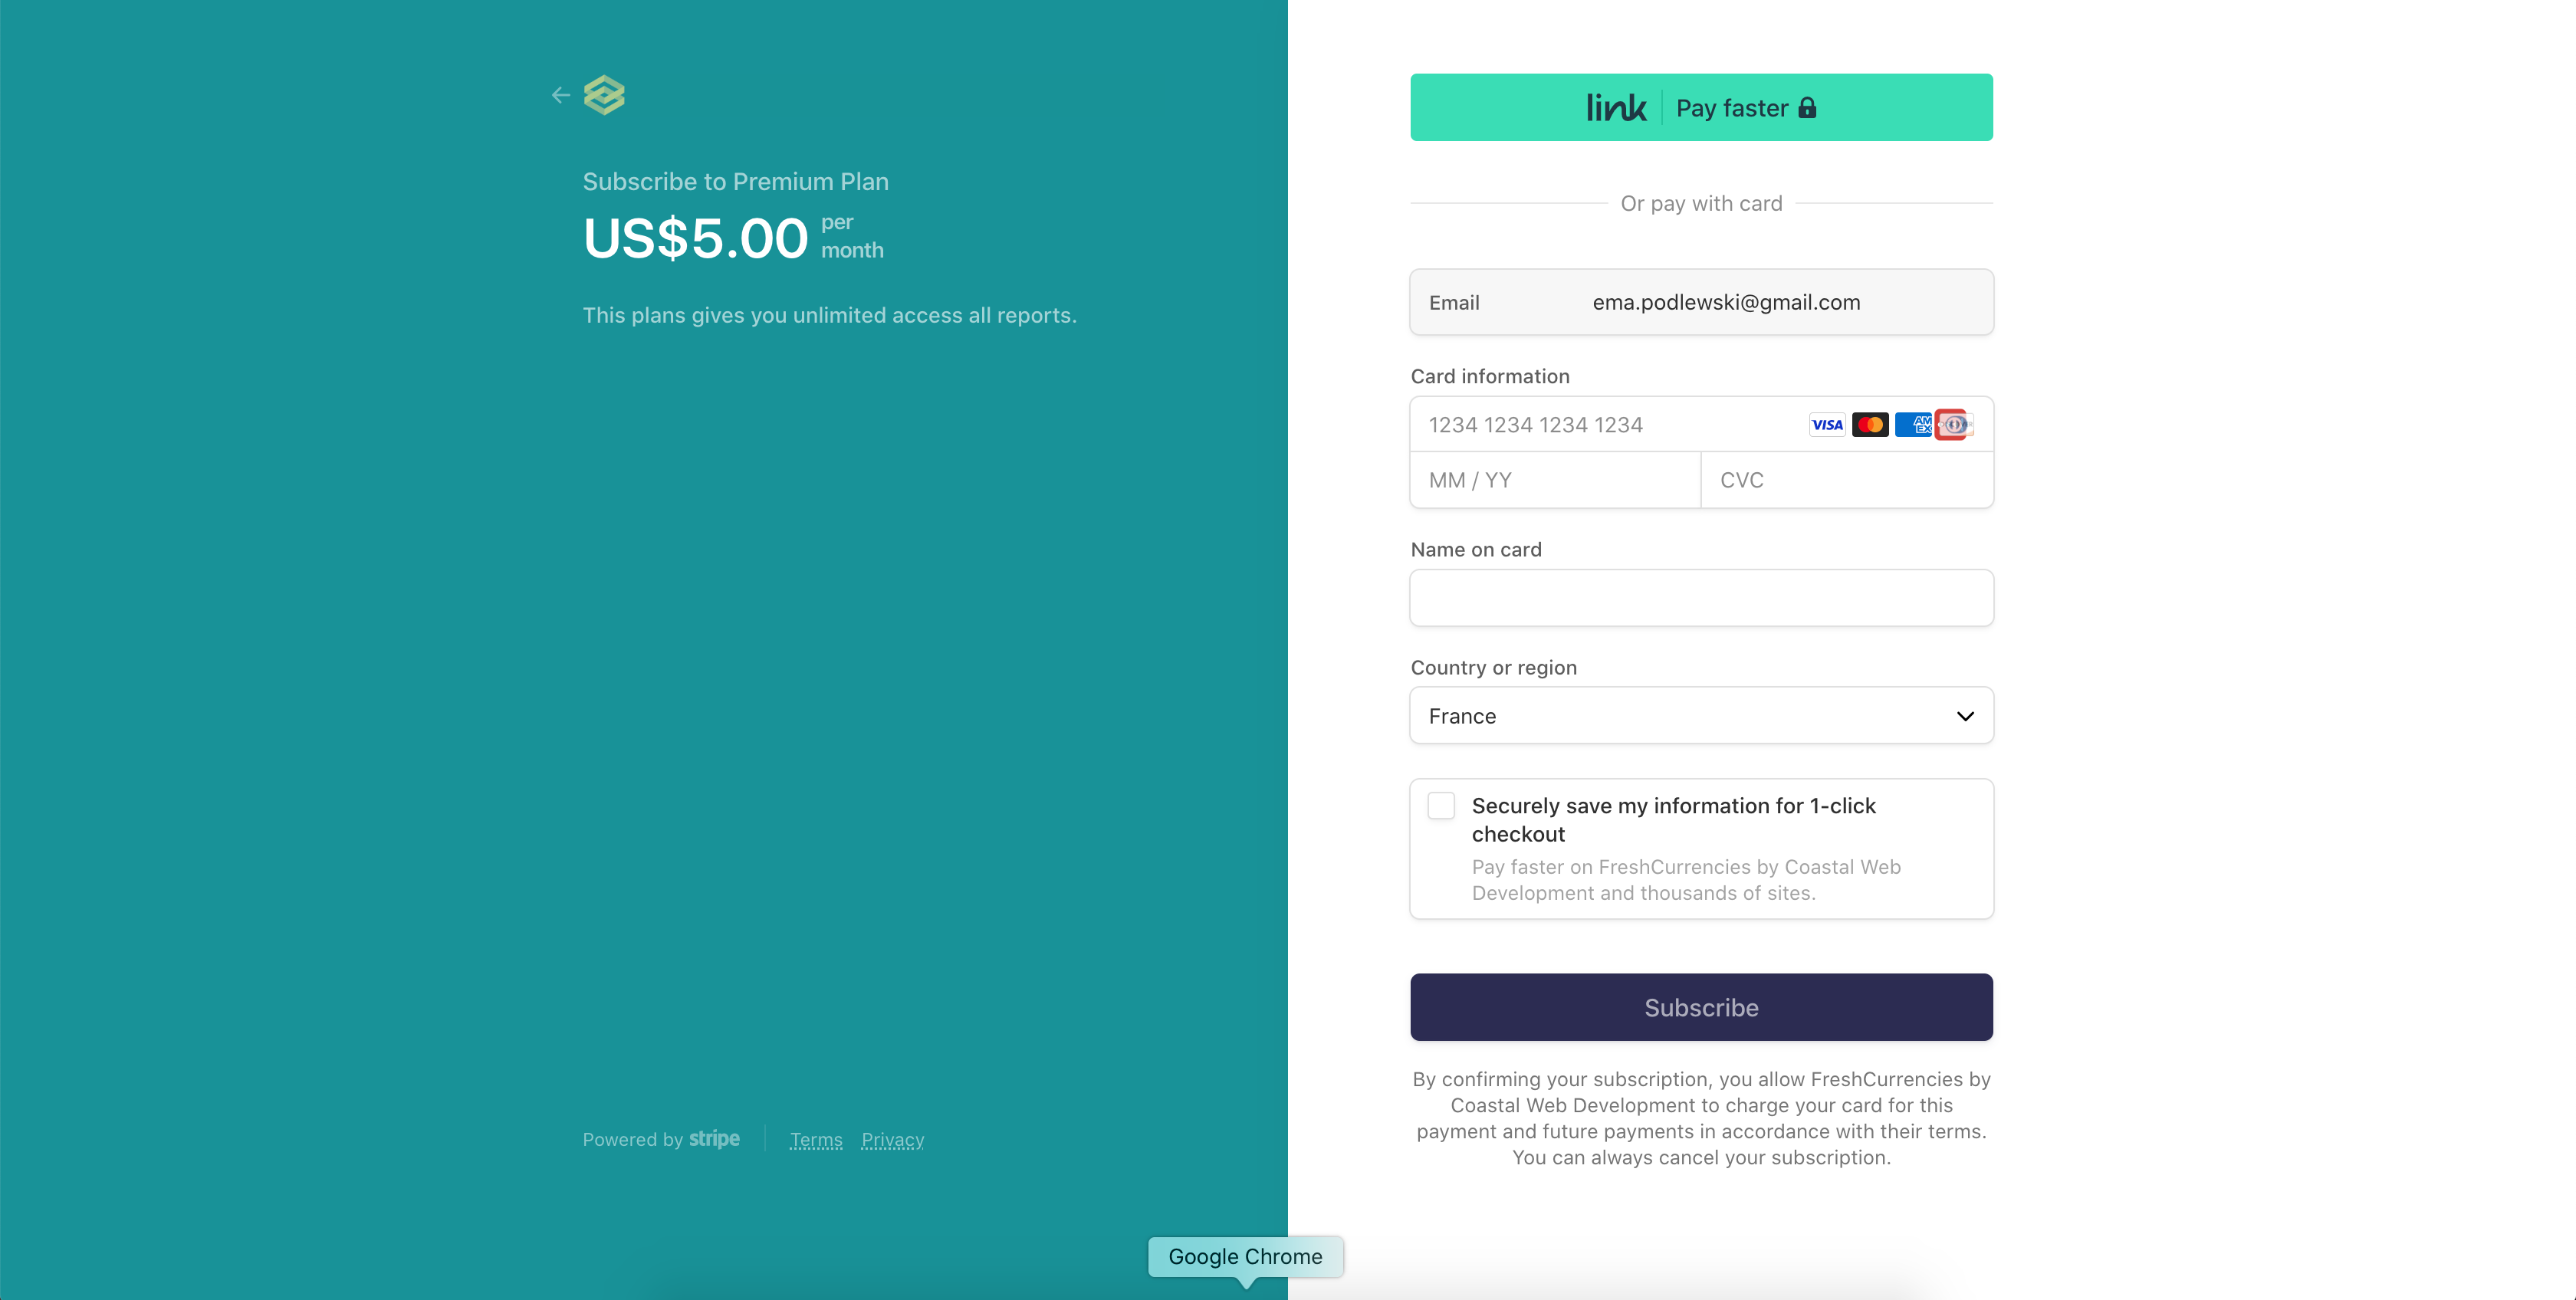 Subscribe to Premium Plan
US$5.00 per month
This plans gives you unlimited access all reports.
Powered by stripe
Terms Privacy
link Pay faster
Or pay with card
Email ema.podlewski@gmail.com
Card information
1234 1234 1234 1234 VISA AMEX
MM / YY CVC
Name on card
Country or region
France
Securely save my information for 1-click
checkout
Pay faster on FreshCurrencies by Coastal Web
Development and thousands of sites.
Subscribe
By confirming your subscription, you allow FreshCurrencies by
Coastal Web Development to charge your card for this
payment and future payments in accordance with their terms.
You can always cancel your subscription.
Google Chrome